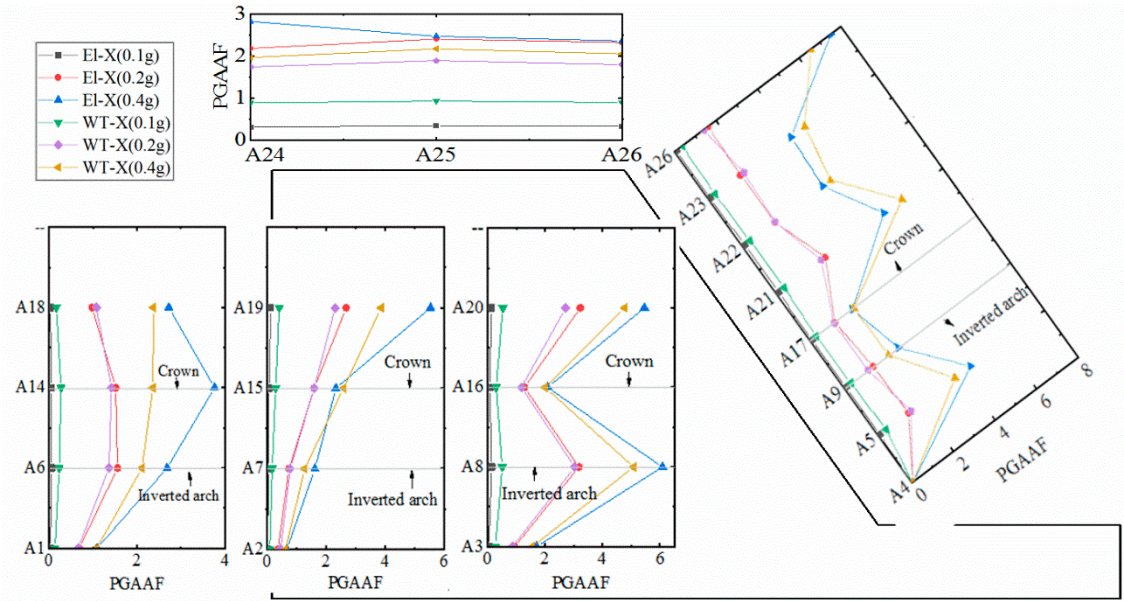 El-X(0.1g)
El-X(0.2g)
El-X(0.4g)
WT-X(0.1g)
WT-X(0.2g)
WT-X(0.4g)
3
2
1
0
PGAAF
A24 A25 A26
A26
A23
A22
A21
A17
A9
A5
A4
0 2 4 6 8
PGAAF
Crown
Inverted arch
--
A18
A14
A6
A1
Crown
Inverted arch
0 2 4
PGAAF
A19
A15
A7
A2
Crown
Inverted arch
0 2 4 6
PGAAF
--
A20
A16
A8
A3
Crown
Inverted arch
0 2 4 6
PGAAF